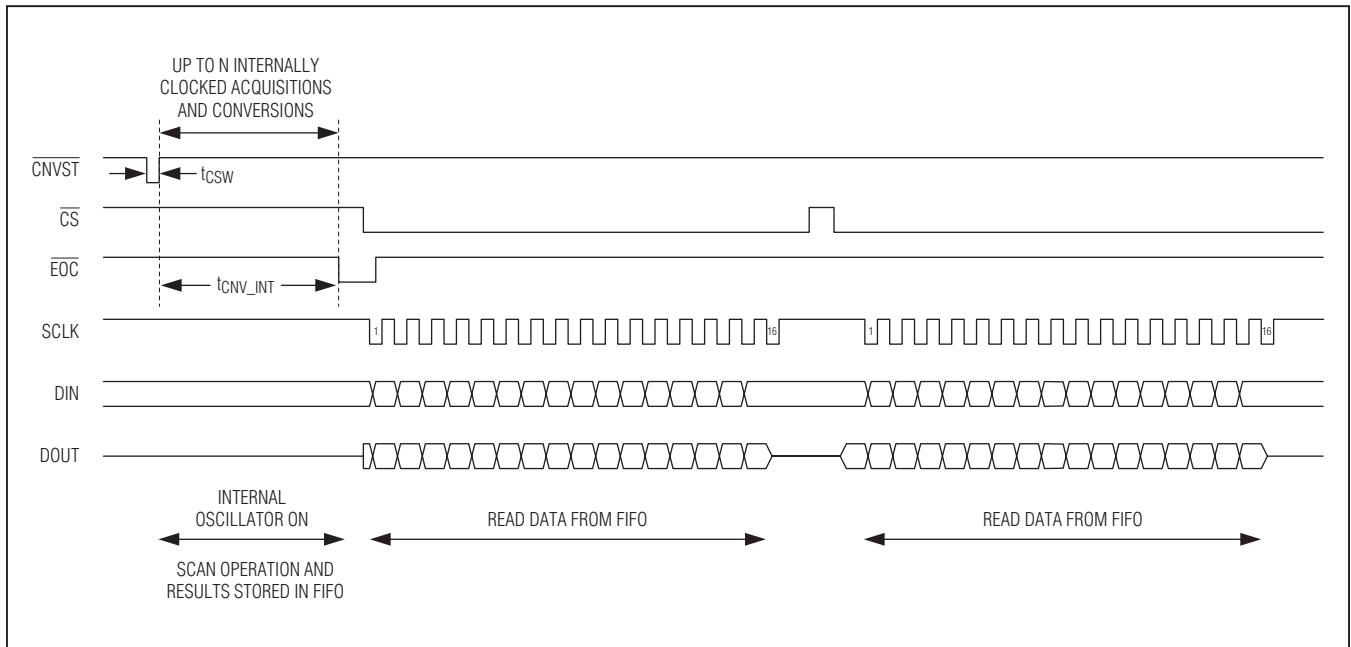 UP TO N INTERNALLY
CLOCKED ACQUISITIONS
AND CONVERSIONS
CNVST
tCSW
CS
EOC
tCNV_INT
SCLK
1
16
1
16
DIN
DOUT
INTERNAL
OSCILLATOR ON
READ DATA FROM FIFO
READ DATA FROM FIFO
SCAN OPERATION AND
RESULTS STORED IN FIFO